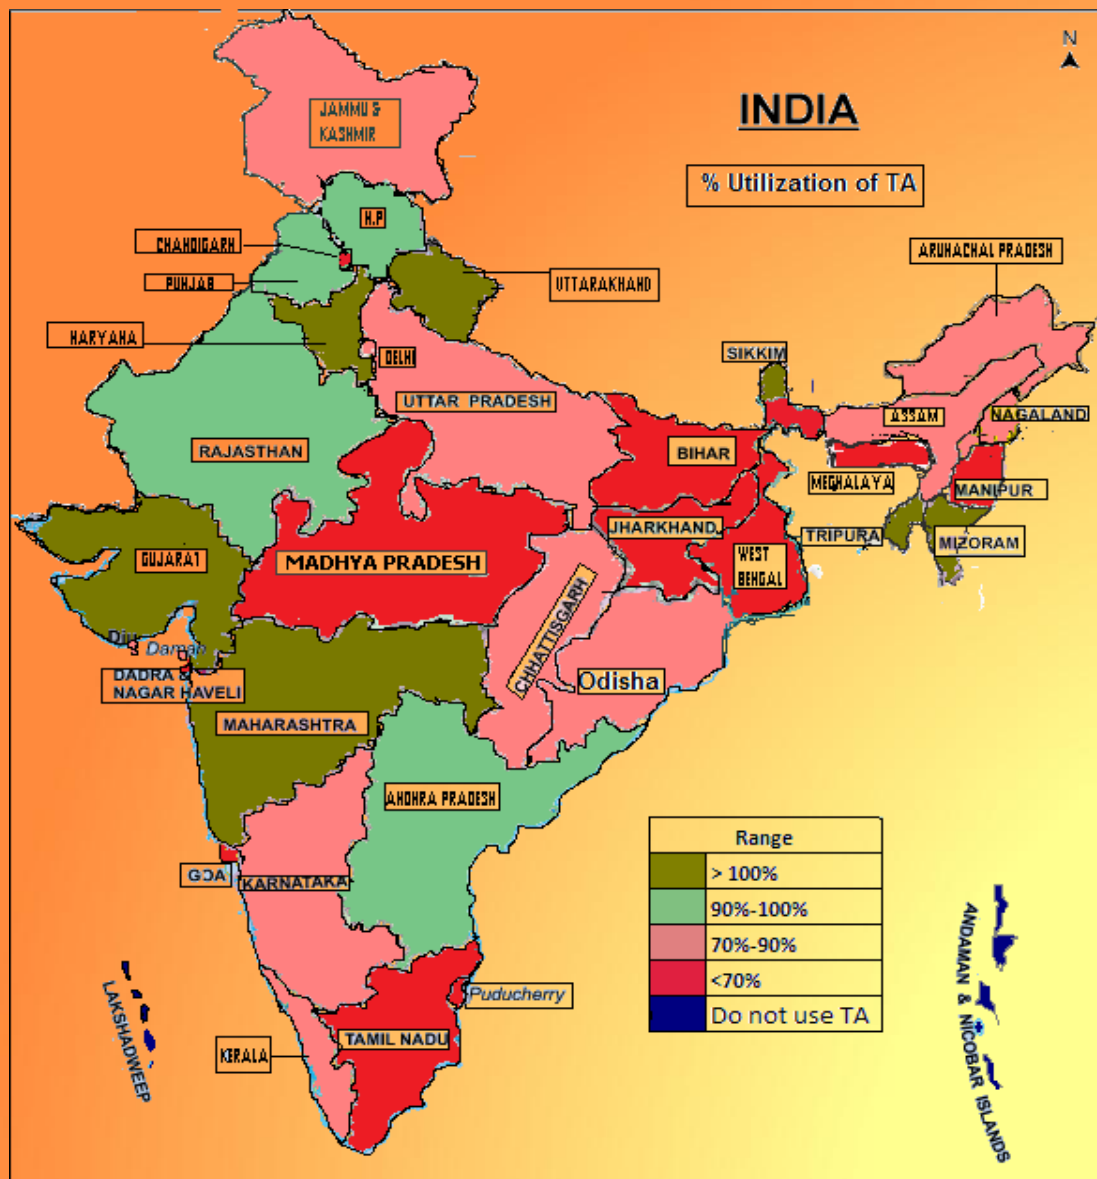 N
INDIA
% Utilization of TA
JAMMU &
KASHMIR
H.P
CHANDIGARH
PUNJAB
UTTARAKHAND
ARUNACHAL PRADESH
HARYANA
DELHI
SIKKIM
UTTAR PRADESH
ASSAM
NAGALAND
RAJASTHAN
BIHAR
MEGHALAYA
MANIPUR
JHARKHAND
TRIPURA
MIZORAM
GUJARAT
MADHYA PRADESH
WEST
BENGAL
CHHATTISGARH
Diu
Daman
DADRA &
NAGAR HAVELI
Odisha
MAHARASHTRA
ANDHRA PRADESH
Range
> 100%
90%-100%
70%-90%
<70%
Do not use TA
GOA
KARNATAKA
ANDAMAN & NICOBAR ISLANDS
LAKSHADWEEP
Puducherry
TAMIL NADU
KERALA